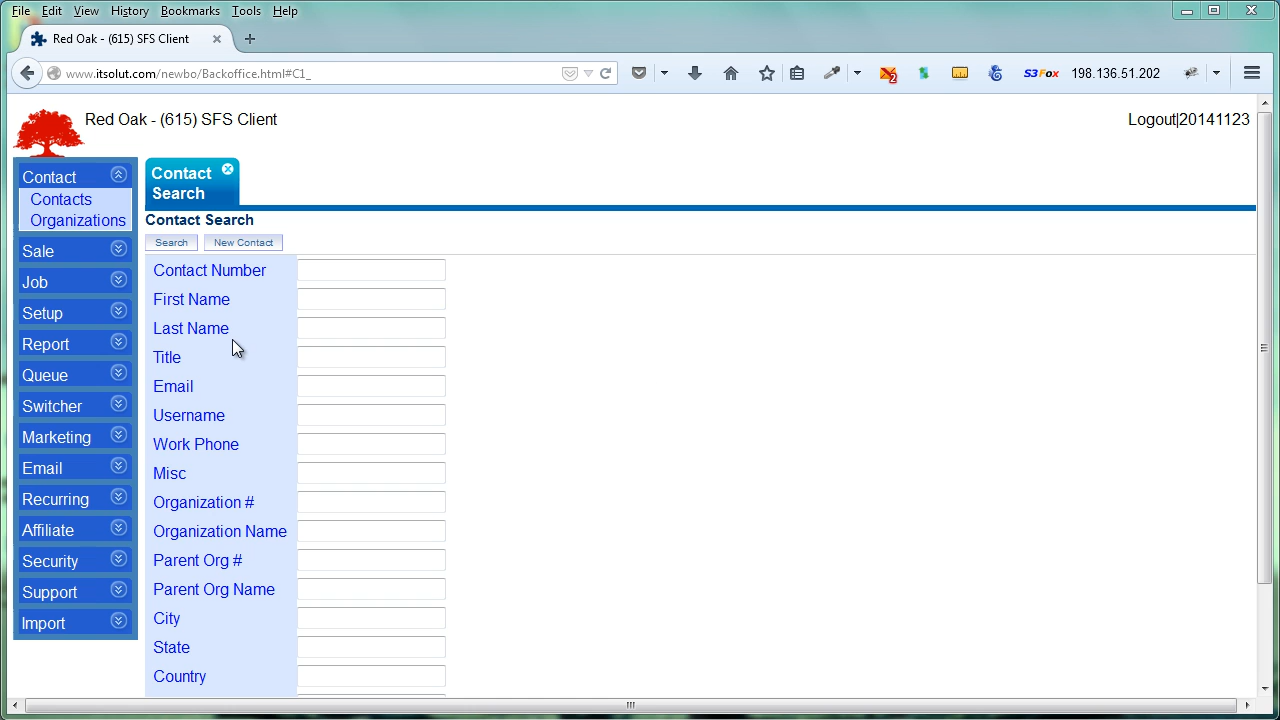 File Edit View History Bookmarks Tools Help
Red Oak - (615) SFS Client
www.itsolut.com/newbo/Backoffice.html#C1_
2
S3Fox
198.136.51.202
Red Oak - (615) SFS Client
Logout|20141123
Contact
Contacts
Organizations
Sale
Job
Setup
Report
Queue
Switcher
Marketing
Email
Recurring
Affiliate
Security
Support
Import
Contact
Search
Contact Search
Search New Contact
Contact Number
First Name
Last Name
Title
Email
Username
Work Phone
Misc
Organization #
Organization Name
Parent Org #
Parent Org Name
City
State
Country